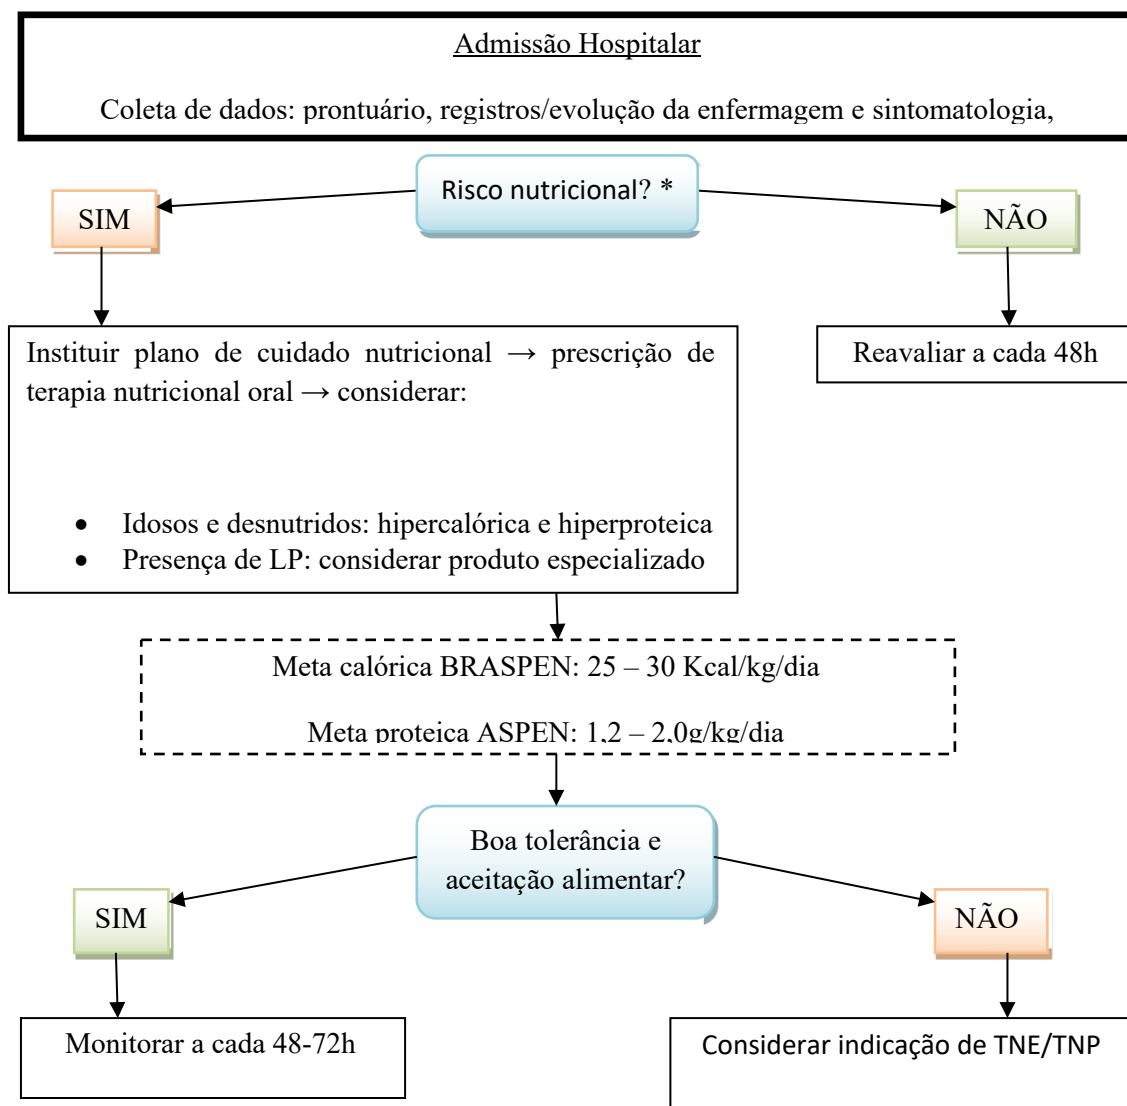 Admissão Hospitalar
Coleta de dados: prontuário, registros/evolução da enfermagem e sintomatologia,
Risco nutricional? *
SIM
NÃO
Instituir plano de cuidado nutricional → prescrição de
terapia nutricional oral → considerar:
• Idosos e desnutridos: hipercalórica e hiperproteica
• Presença de LP: considerar produto especializado
Reavaliar a cada 48h
Meta calórica BRASPEN: 25 – 30 Kcal/kg/dia
Meta proteica ASPEN: 1,2 – 2,0g/kg/dia
Boa tolerância e
aceitação alimentar?
SIM
NÃO
Monitorar a cada 48-72h
Considerar indicação de TNE/TNP